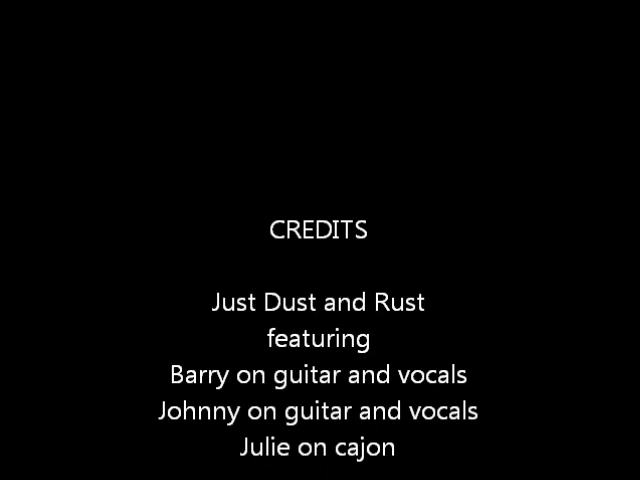 CREDITS
Just Dust and Rust
featuring
Barry on guitar and vocals
Johnny on guitar and vocals
Julie on cajon